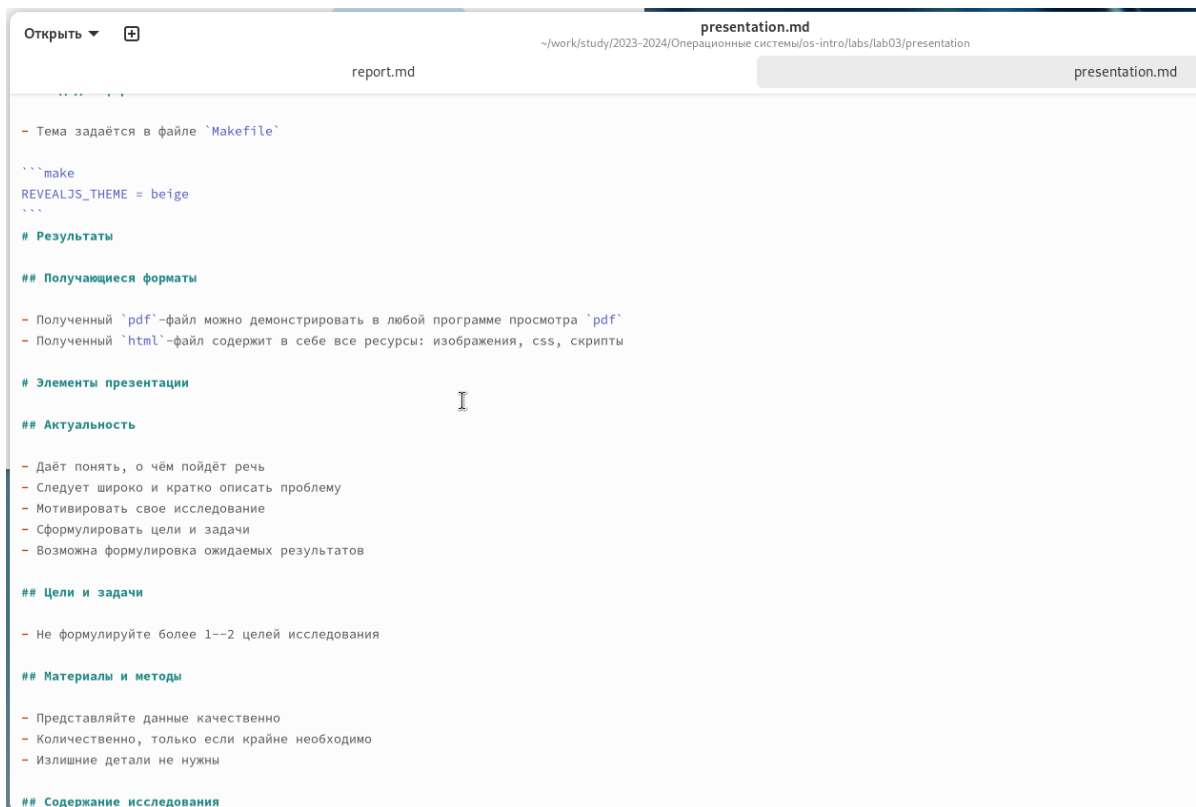 Открыть
presentation.md
~/work/study/2023-2024/Операционные системы/os-intro/labs/lab03/presentation
report.md
presentation.md
- Тема задаётся в файле `Makefile`
```make
REVEALJS_THEME = beige
```
# Результаты
## Получающиеся форматы
- Полученный `pdf`-файл можно демонстрировать в любой программе просмотра `pdf`
- Полученный `html`-файл содержит в себе все ресурсы: изображения, css, скрипты
# Элементы презентации
## Актуальность
- Даёт понять, о чём пойдёт речь
- Следует широко и кратко описать проблему
- Мотивировать свое исследование
- Сформулировать цели и задачи
- Возможна формулировка ожидаемых результатов
## Цели и задачи
- Не формулируйте более 1--2 целей исследования
## Материалы и методы
- Представляйте данные качественно
- Количественно, только если крайне необходимо
- Излишние детали не нужны
## Содержание исследования